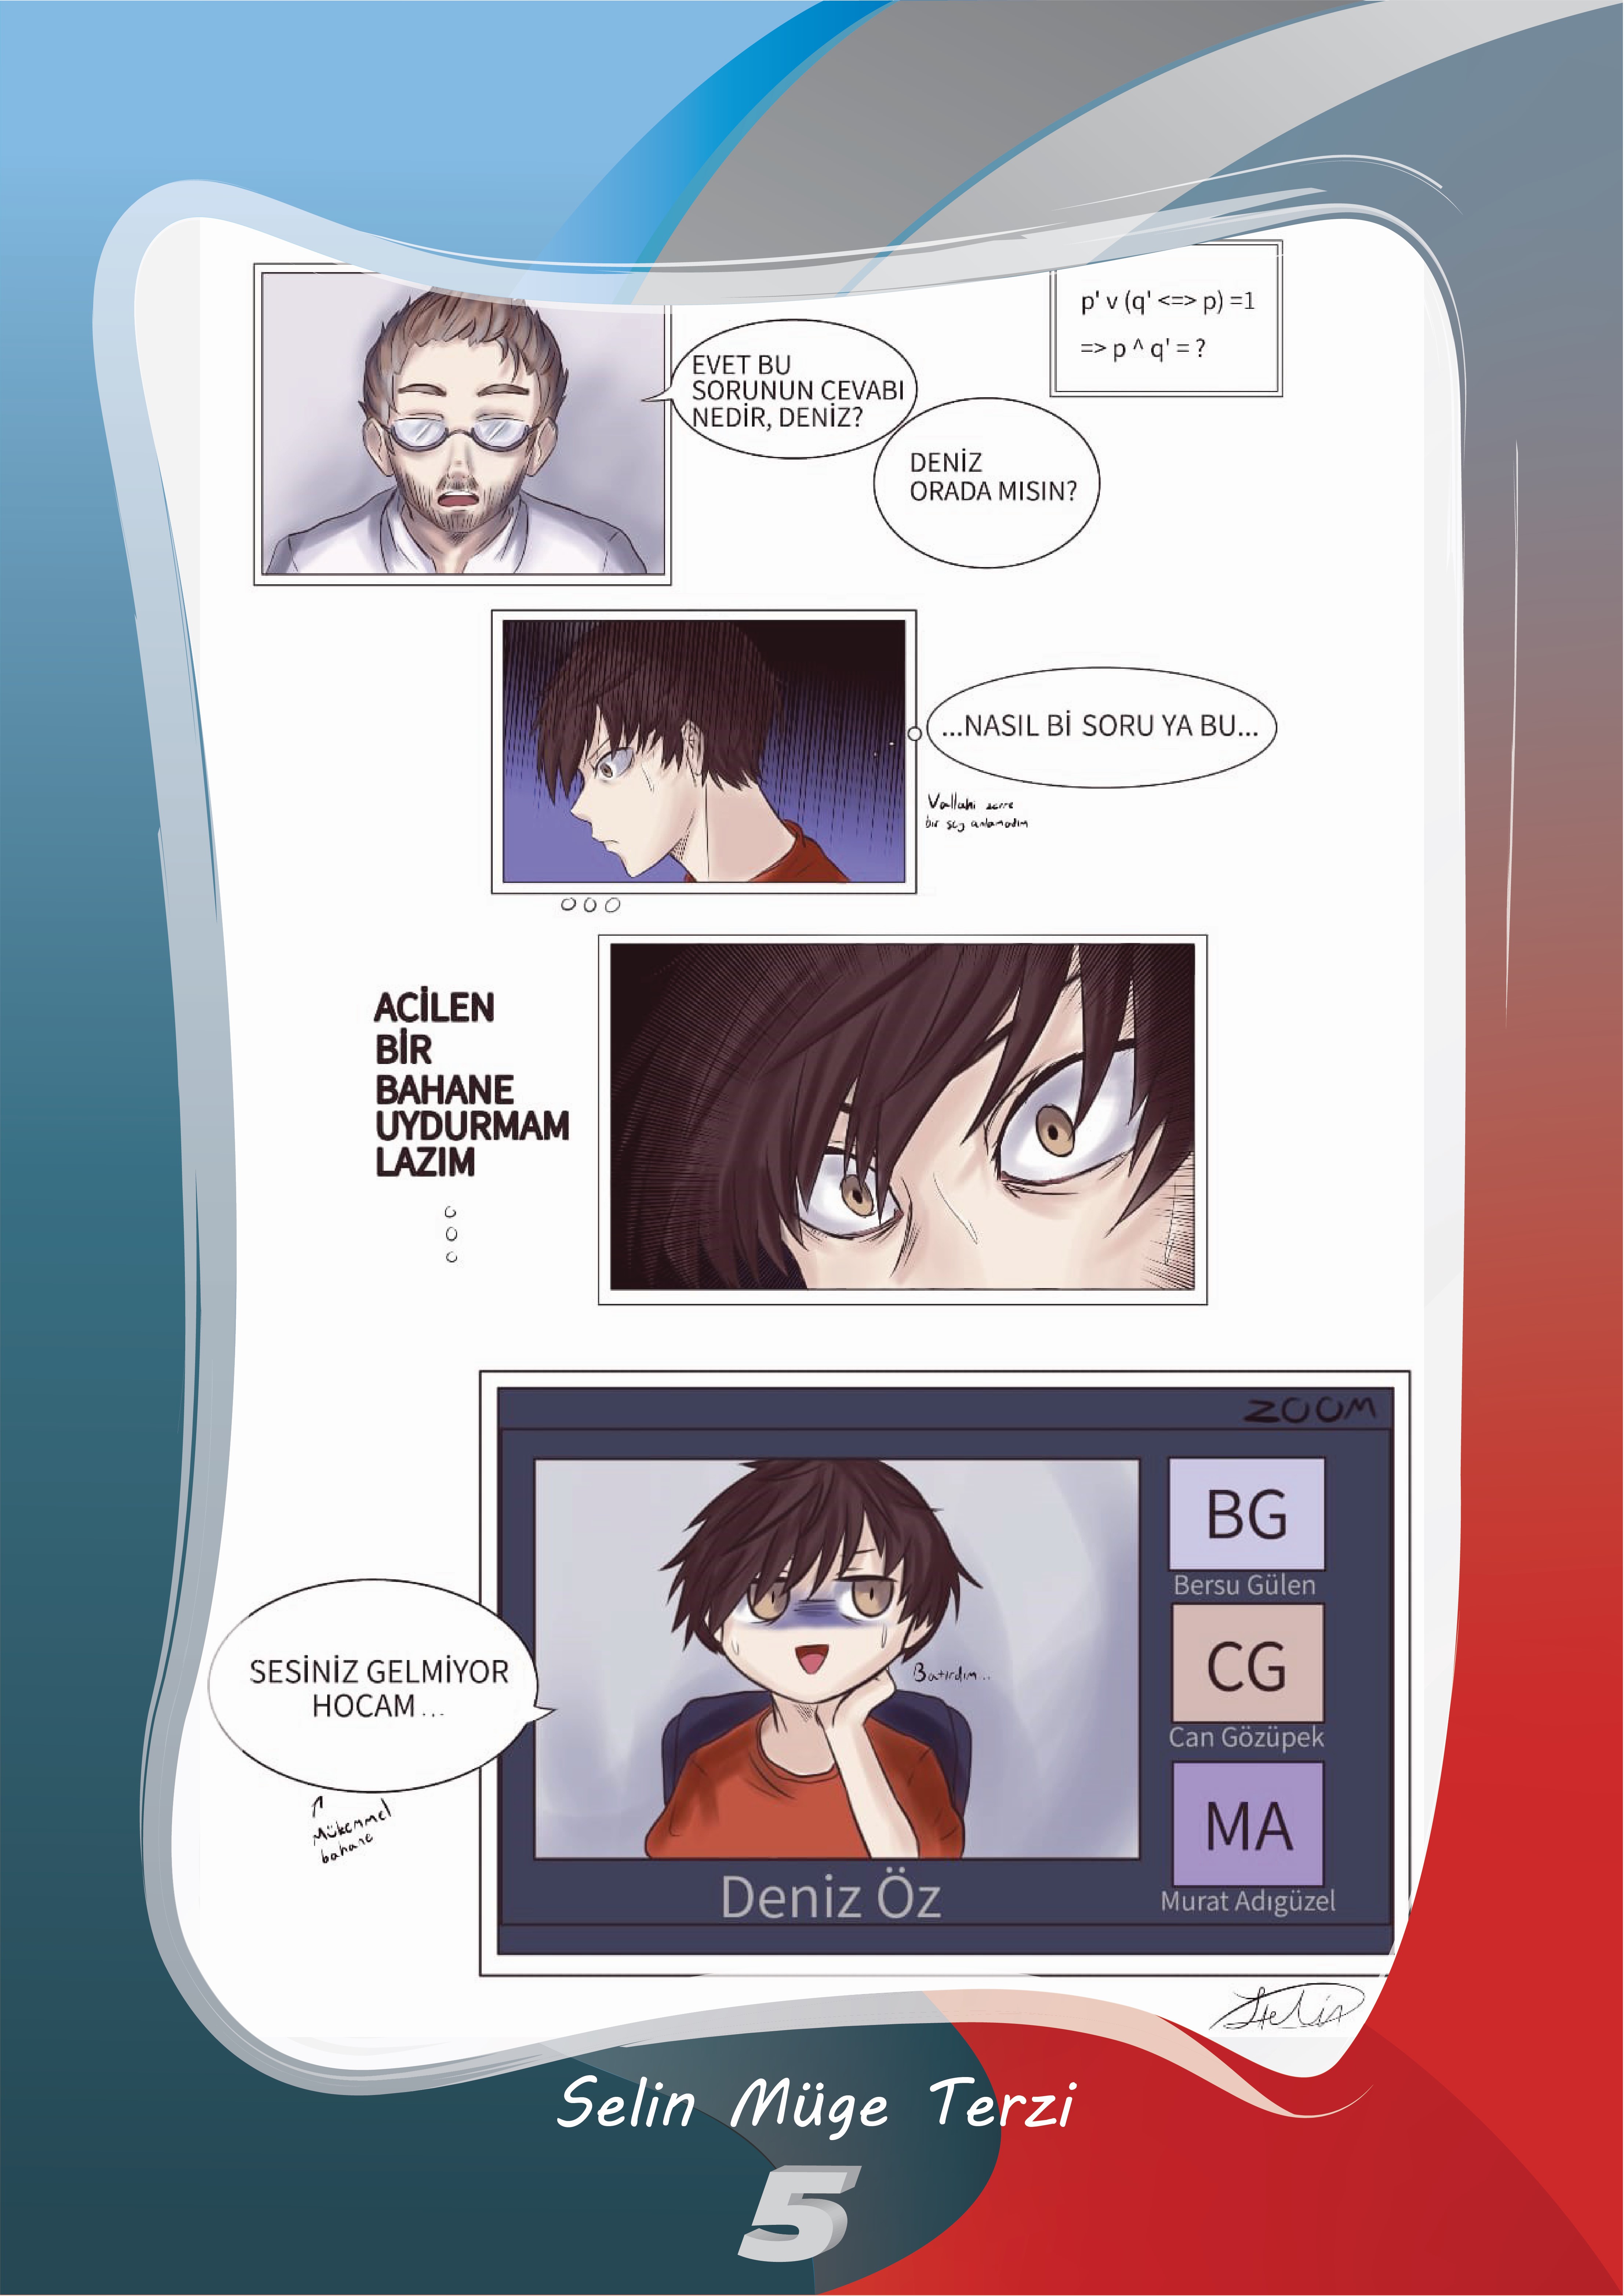 p' v (q' <=> p) =1
=> p ^ q' = ?
EVET BU
SORUNUN CEVABI
NEDİR, DENİZ?
DENİZ
ORADA MISIN?
...NASIL Bİ SORU YA BU...
Vallahi zerre
bir şey anlamadım
ACİLEN
BİR
BAHANE
UYDURMAM
LAZIM
ZOOM
BG
Bersu Gülen
CG
Can Gözüpek
MA
Murat Adıgüzel
SESİNİZ GELMİYOR
HOCAM ...
Batırdım..
Mükemmel
bahane
Deniz Öz
Selin
Selin Müge Terzi
5